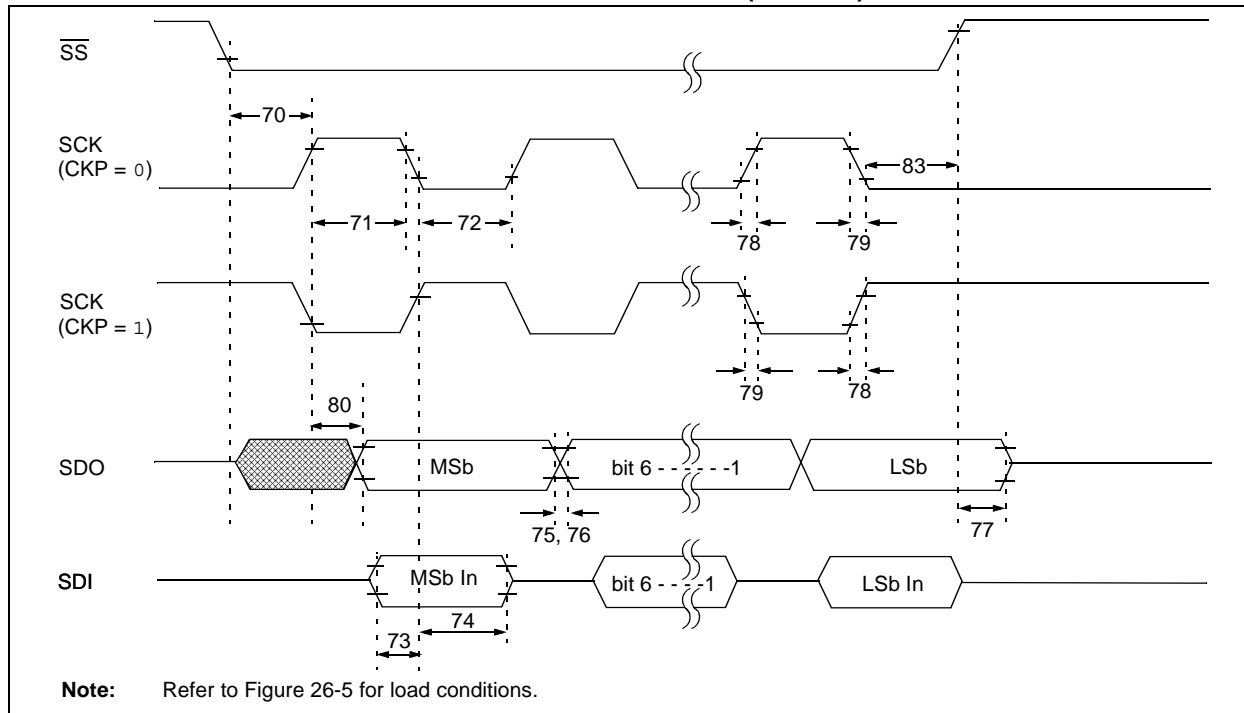 SS
70
SCK
(CKP = 0)
83
71
72
78
79
SCK
(CKP = 1)
79
78
80
SDO
MSb
bit 6 - - - - - -1
LSb
75, 76
77
SDI
MSb In
bit 6 - - - -1
LSb In
74
73
Note: Refer to Figure 26-5 for load conditions.